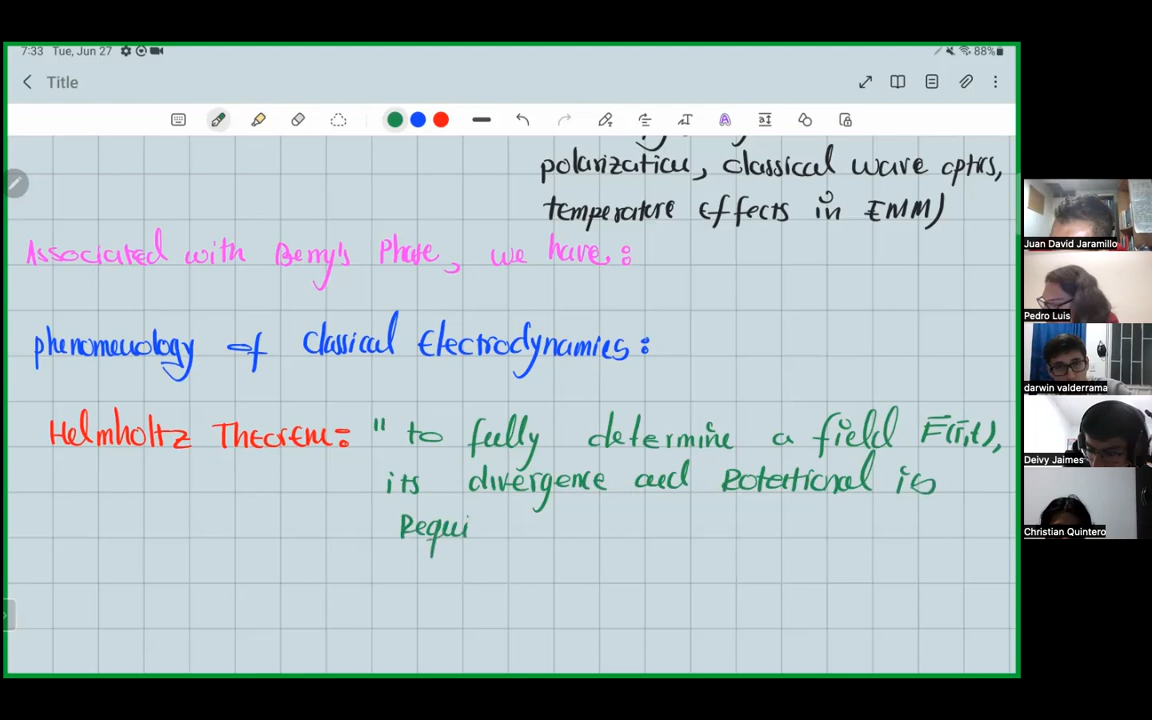 7:33 Tue, Jun 27 88%
Title
polarization, classical wave optics,
temperature effects in EMM)
Associated with Berry's Phase, we have:
phenomenology of Classical Electrodynamics:
Helmholtz Theorem: " to fully determine a field F(r,t),
its divergence and Rotational is
Requi
Juan David Jaramillo
Pedro Luis
darwin valderrama
Deivy Jaimes
Christian Quintero